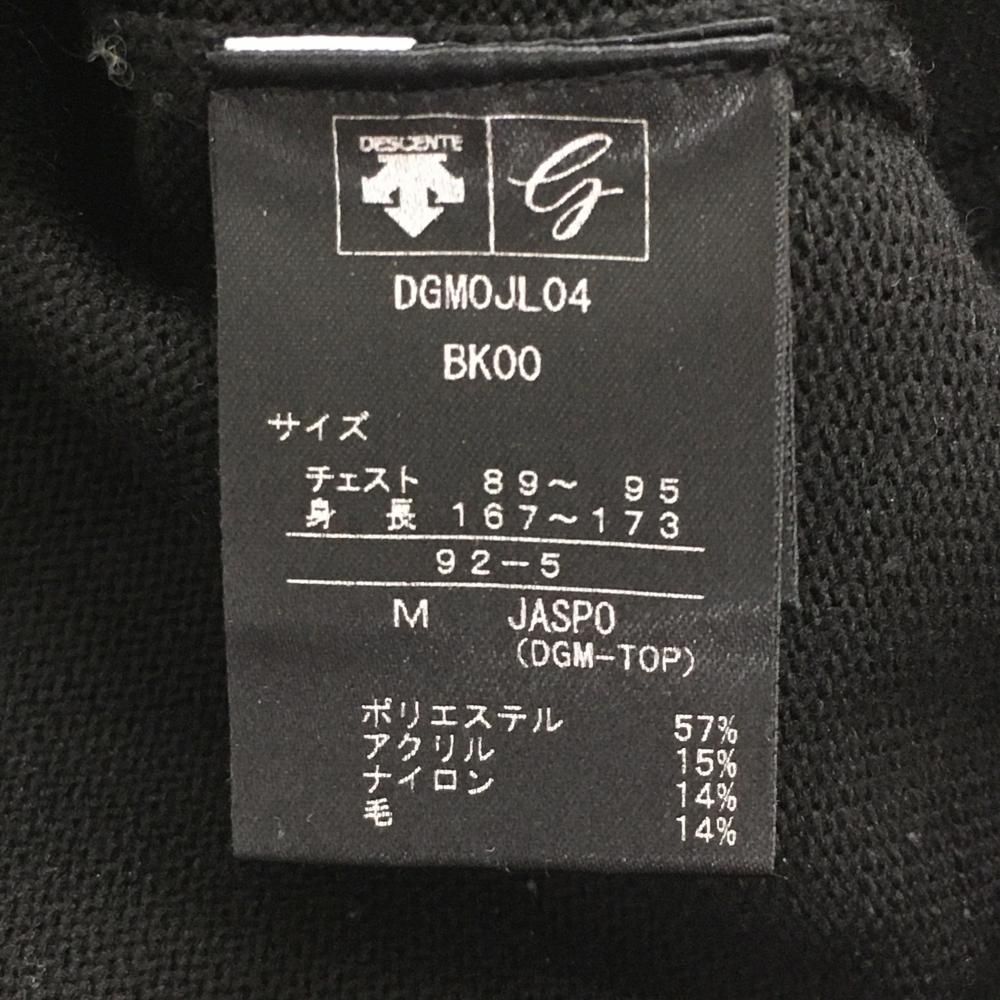 DESCENTE
G
DGM0JL04
BK00
サイズ
チェスト 89～ 95
身 長 167～173
92－5
M JASPO
(DGM-TOP)
ポリエステル 57%
アクリル 15%
ナイロン 14%
毛 14%